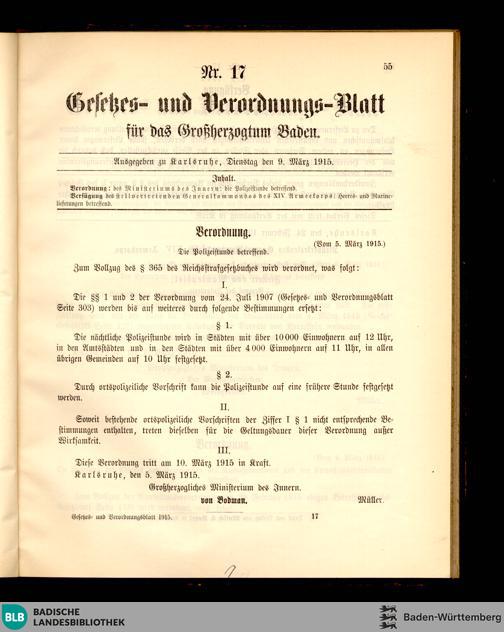 55
Nr. 17
Gesetzes- und Verordnungs-Blatt
für das Großherzogtum Baden.
Ausgegeben zu Karlsruhe, Dienstag den 9. März 1915.
Inhalt.
Verordnung: des Ministeriums des Innern: die Polizeistunde betreffend.
Verfügung des stellvertretenden Generalkommandos des XIV. Armeekorps: Heeres- und Marine-
lieferungen betreffend.
Verordnung.
(Vom 5. März 1915.)
Die Polizeistunde betreffend.
Zum Vollzug des § 365 des Reichsstrafgesetzbuches wird verordnet, was folgt:
I.
Die §§ 1 und 2 der Verordnung vom 24. Juli 1907 (Gesetzes- und Verordnungsblatt
Seite 303) werden bis auf weiteres durch folgende Bestimmungen ersetzt:
§ 1.
Die nächtliche Polizeistunde wird in Städten mit über 10 000 Einwohnern auf 12 Uhr,
in den Amtsstädten und in den Städten mit über 4 000 Einwohnern auf 11 Uhr, in allen
übrigen Gemeinden auf 10 Uhr festgesetzt.
§ 2.
Durch ortspolizeiliche Vorschrift kann die Polizeistunde auf eine frühere Stunde festgesetzt
werden.
II.
Soweit bestehende ortspolizeiliche Vorschriften der Ziffer I § 1 nicht entsprechende Be-
stimmungen enthalten, treten dieselben für die Geltungsdauer dieser Verordnung außer
Wirksamkeit.
III.
Diese Verordnung tritt am 10. März 1915 in Kraft.
Karlsruhe, den 5. März 1915.
Großherzogliches Ministerium des Innern.
von Bodman.
Müller.
Gesetzes- und Verordnungsblatt 1915. 17
BLB BADISCHE
LANDESBIBLIOTHEK
Baden-Württemberg